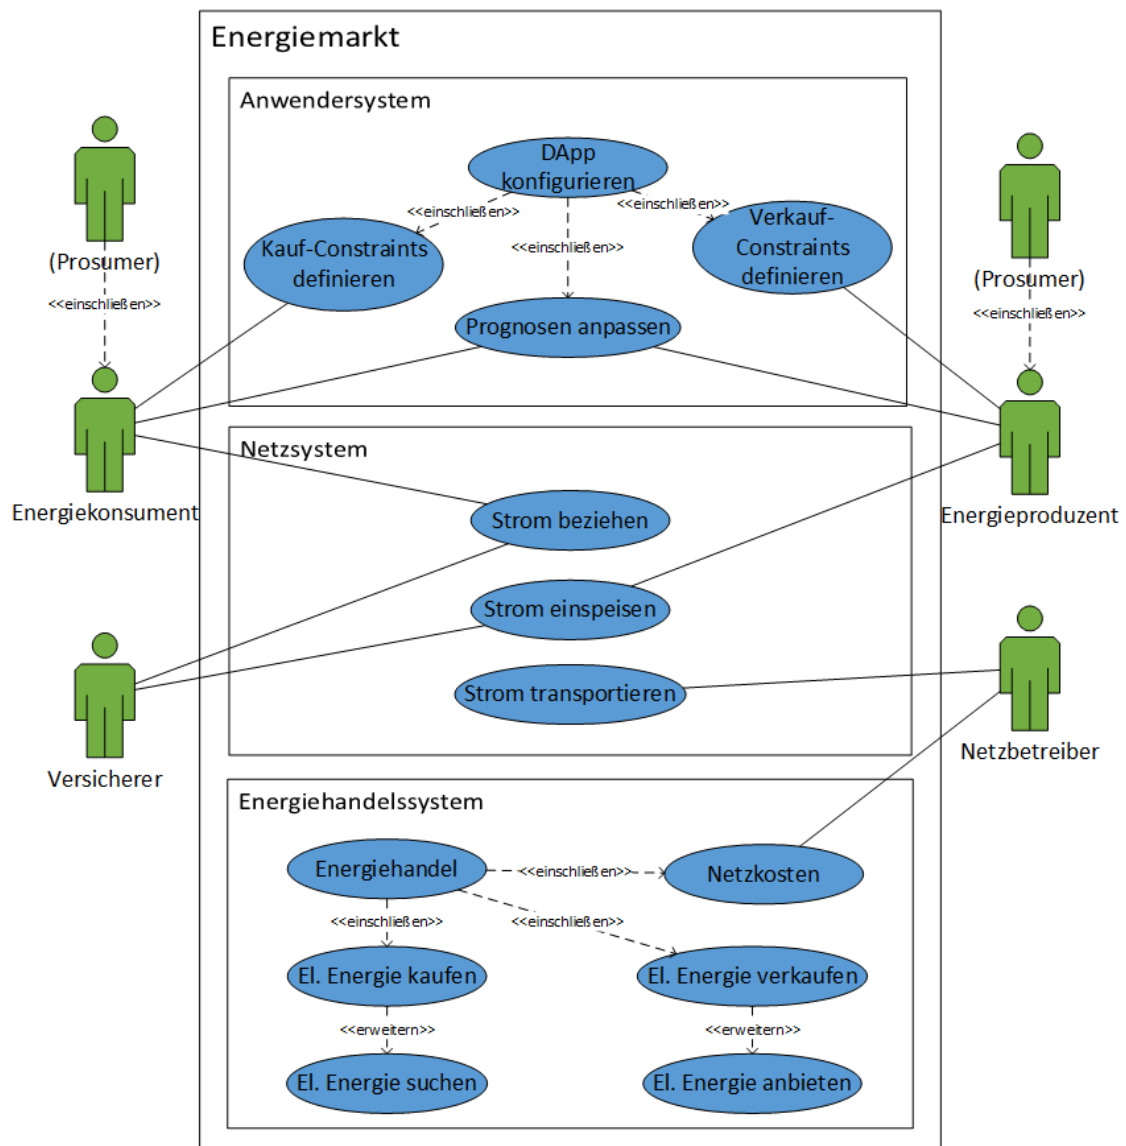 Energiemarkt
Anwendersystem
DApp
konfigurieren
<<einschließen>>
<<einschließen>>
<<einschließen>>
Kauf-Constraints
definieren
Verkauf-
Constraints
definieren
Prognosen anpassen
(Prosumer)
<<einschließen>>
Energiekonsument
(Prosumer)
<<einschließen>>
Energieproduzent
Netzsystem
Strom beziehen
Strom einspeisen
Strom transportieren
Versicherer
Netzbetreiber
Energiehandelssystem
Energiehandel
<<einschließen>>
Netzkosten
<<einschließen>>
<<einschließen>>
El. Energie kaufen
El. Energie verkaufen
<<erweitern>>
<<erweitern>>
El. Energie suchen
El. Energie anbieten